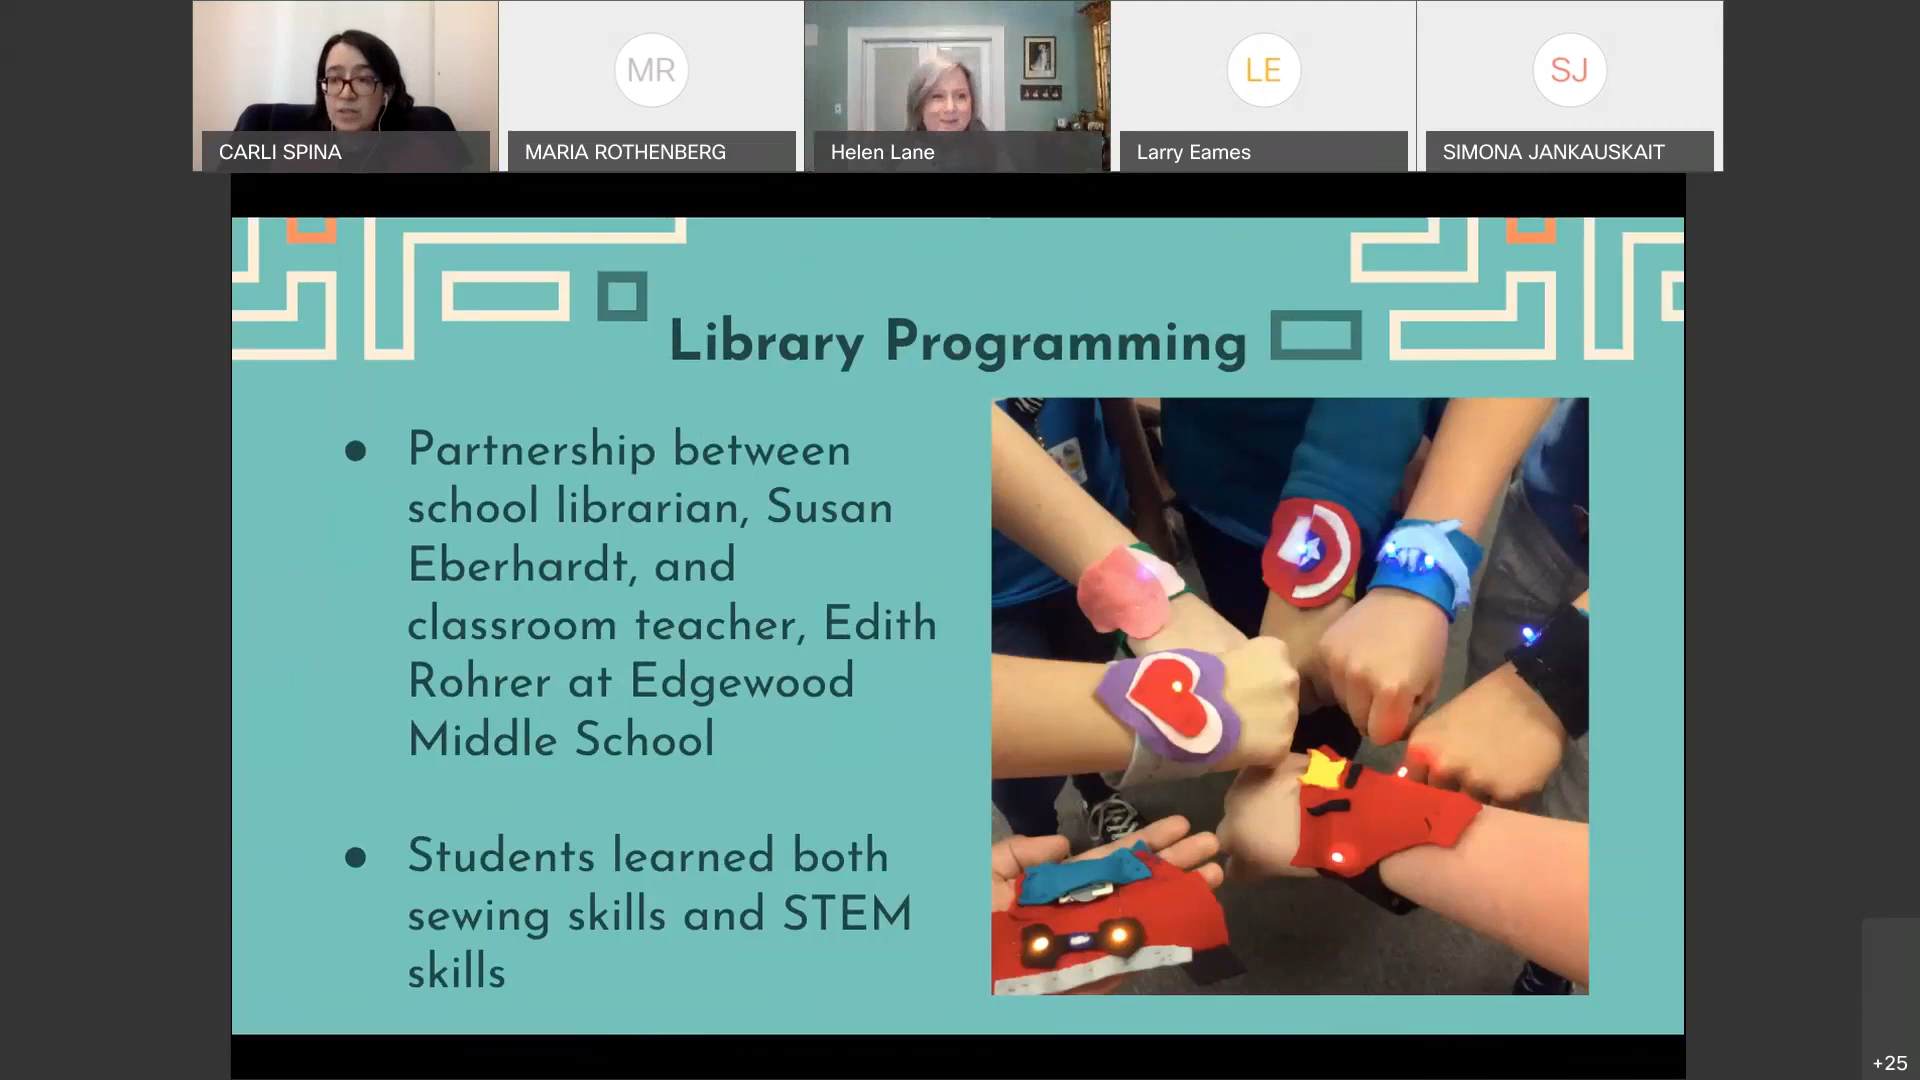 MR
LE
SJ
CARLI SPINA
MARIA ROTHENBERG
Helen Lane
Larry Eames
SIMONA JANKAUSKAIT
Library Programming
● Partnership between
school librarian, Susan
Eberhardt, and
classroom teacher, Edith
Rohrer at Edgewood
Middle School
● Students learned both
sewing skills and STEM
skills
+25